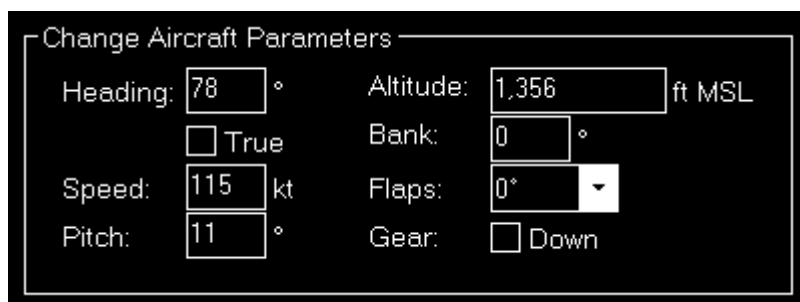 Change Aircraft Parameters
Heading: 78 ° Altitude: 1,356 ft MSL
True Bank: 0 °
Speed: 115 kt Flaps: 0°
Pitch: 11 ° Gear: Down